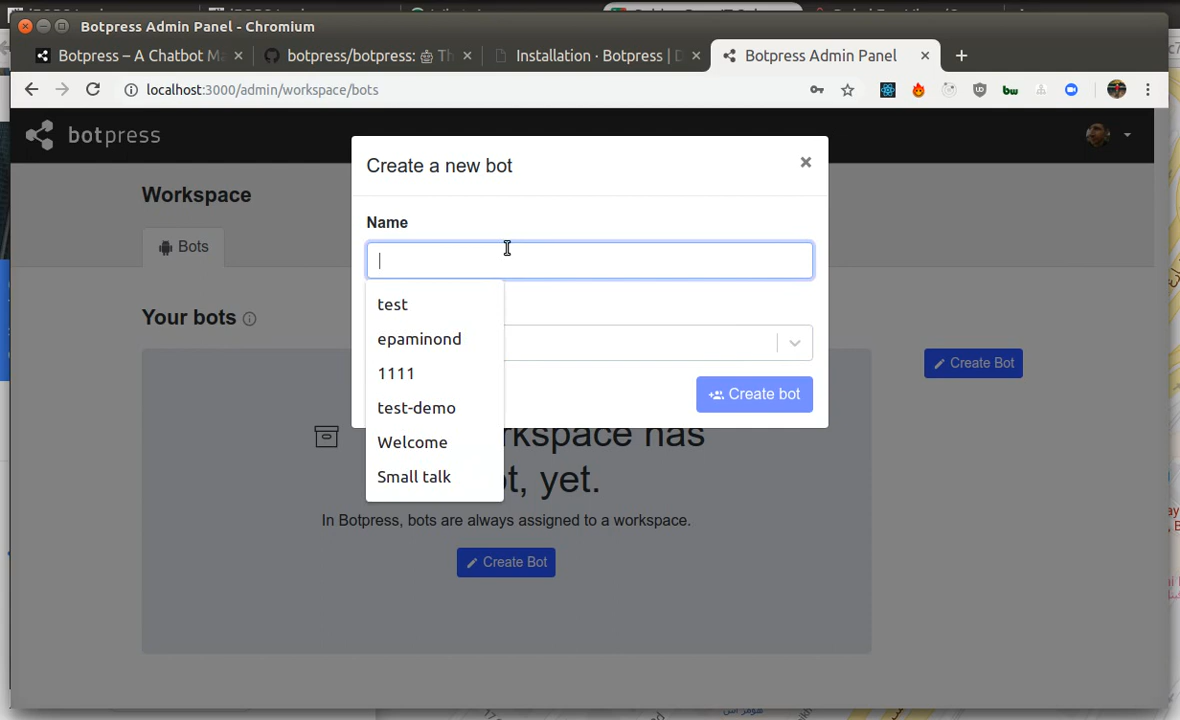 Botpress Admin Panel - Chromium
Botpress – A Chatbot Ma
botpress/botpress: 🤖 Th
Installation · Botpress | D
Botpress Admin Panel
localhost:3000/admin/workspace/bots
botpress
Create a new bot
Workspace
Name
Bots
test
Your bots
epaminond
Create Bot
1111
Create bot
test-demo
rkspace has
Welcome
Small talk
t, yet.
In Botpress, bots are always assigned to a workspace.
Create Bot